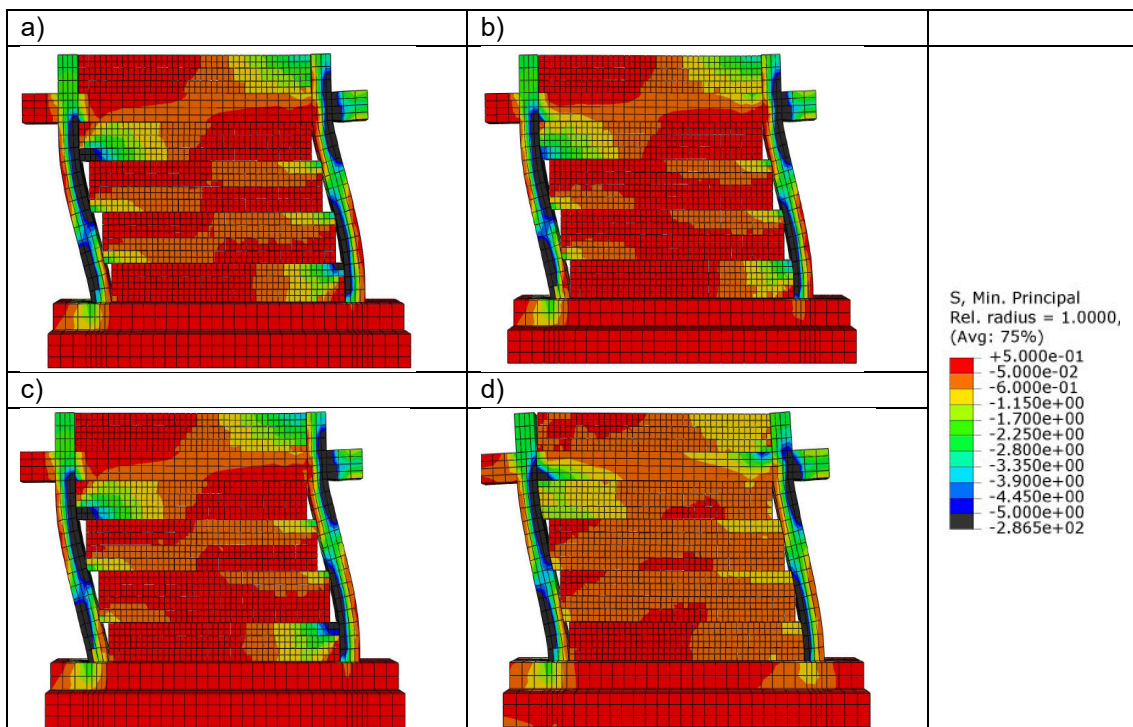 a)
b)
c)
d)
S, Min. Principal
Rel. radius = 1.0000,
(Avg: 75%)
+5.000e-01
-5.000e-02
-6.000e-01
-1.150e+00
-1.700e+00
-2.250e+00
-2.800e+00
-3.350e+00
-3.900e+00
-4.450e+00
-5.000e+00
-2.865e+02